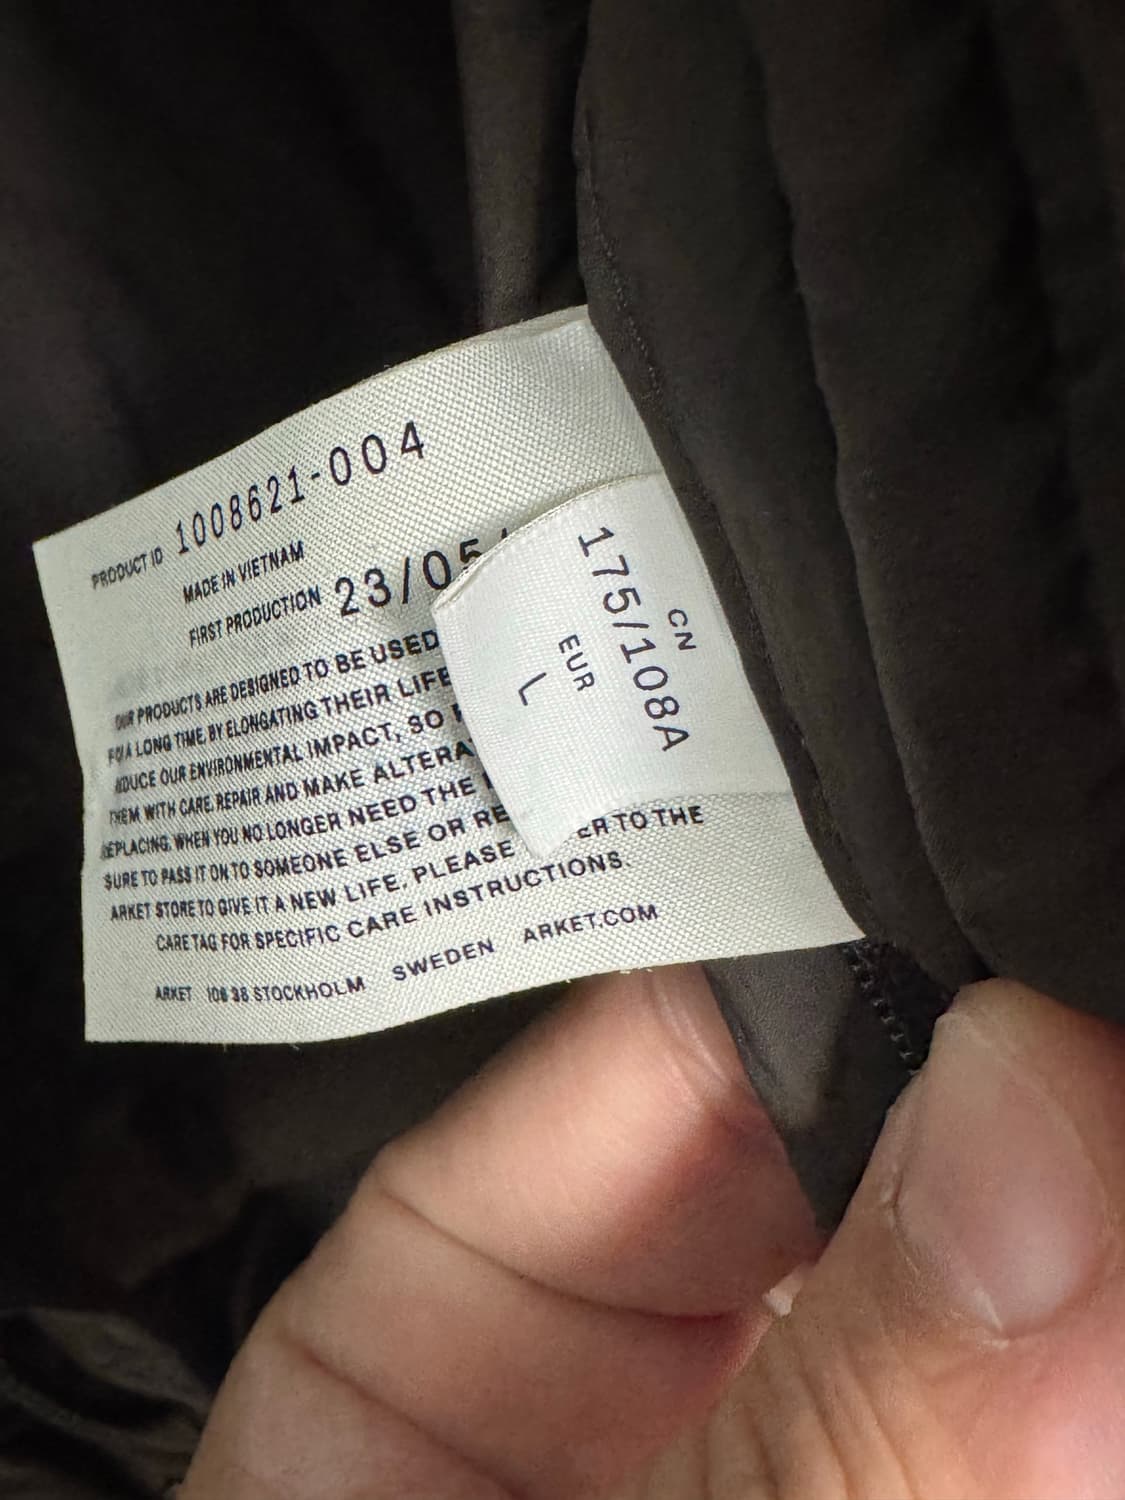 PRODUCT ID 1008621-004
MADE IN VIETNAM
FIRST PRODUCTION 23/05/
OUR PRODUCTS ARE DESIGNED TO BE USED
FOR A LONG TIME, BY ELONGATING THEIR LIFE
REDUCE OUR ENVIRONMENTAL IMPACT, SO
THEM WITH CARE, REPAIR AND MAKE ALTERA
REPLACING. WHEN YOU NO LONGER NEED THE
SURE TO PASS IT ON TO SOMEONE ELSE OR RE
ARKET STORE TO GIVE IT A NEW LIFE. PLEASE ER TO THE
CARE TAG FOR SPECIFIC CARE INSTRUCTIONS.
ARKET 106 38 STOCKHOLM SWEDEN ARKET.COM
CN
175/108A
EUR
L